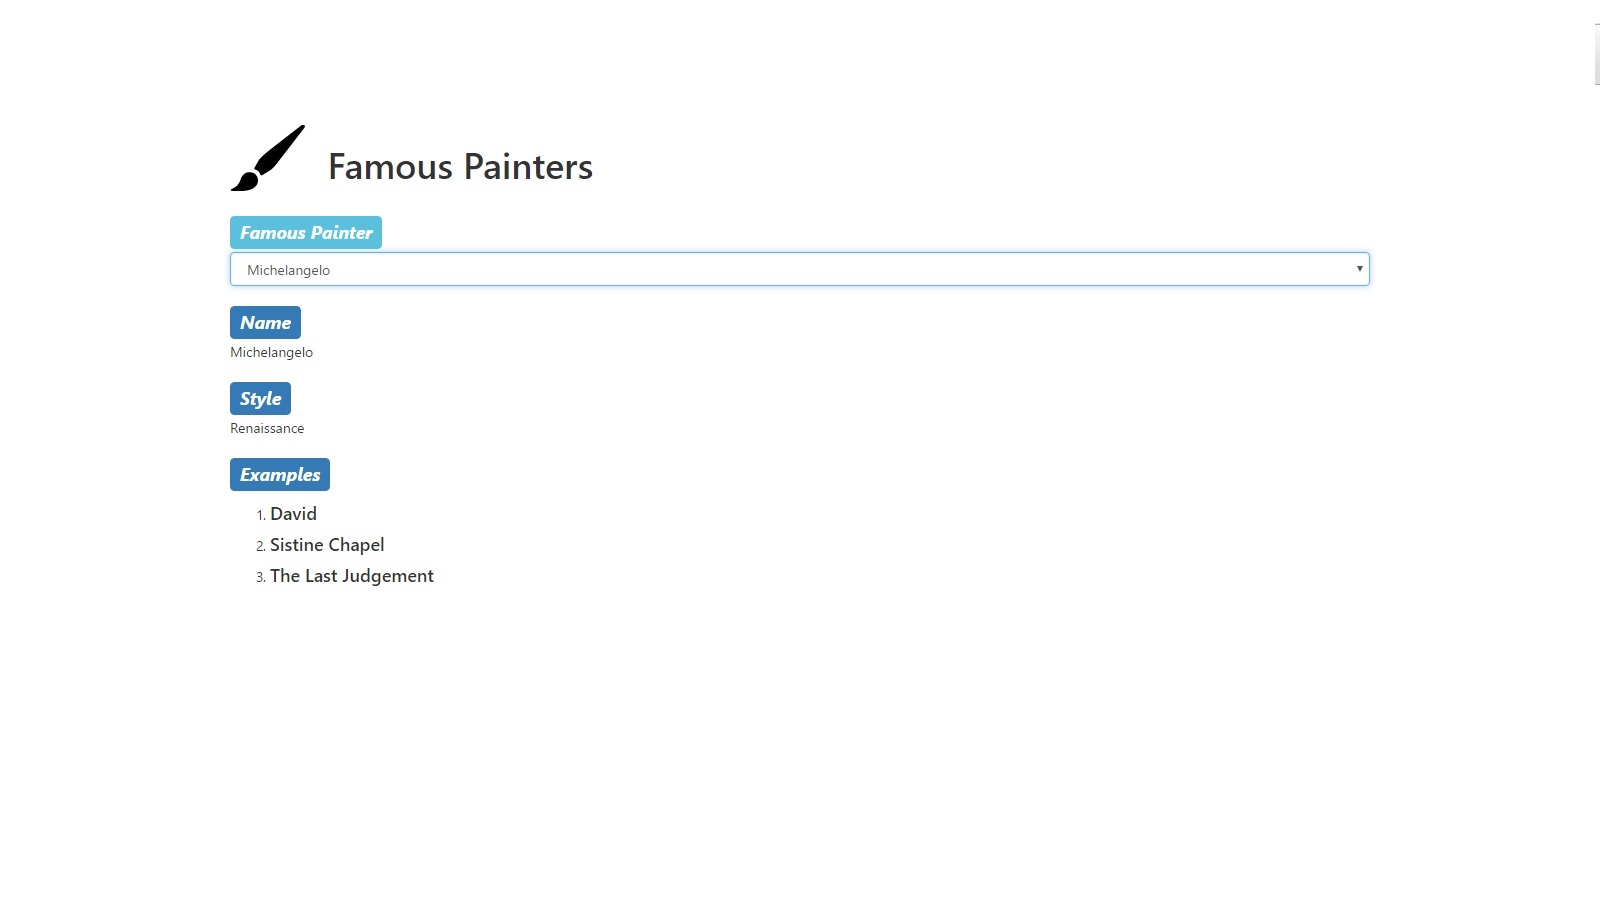 Famous Painters
Famous Painter
Michelangelo
Name
Michelangelo
Style
Renaissance
Examples
1. David
2. Sistine Chapel
3. The Last Judgement